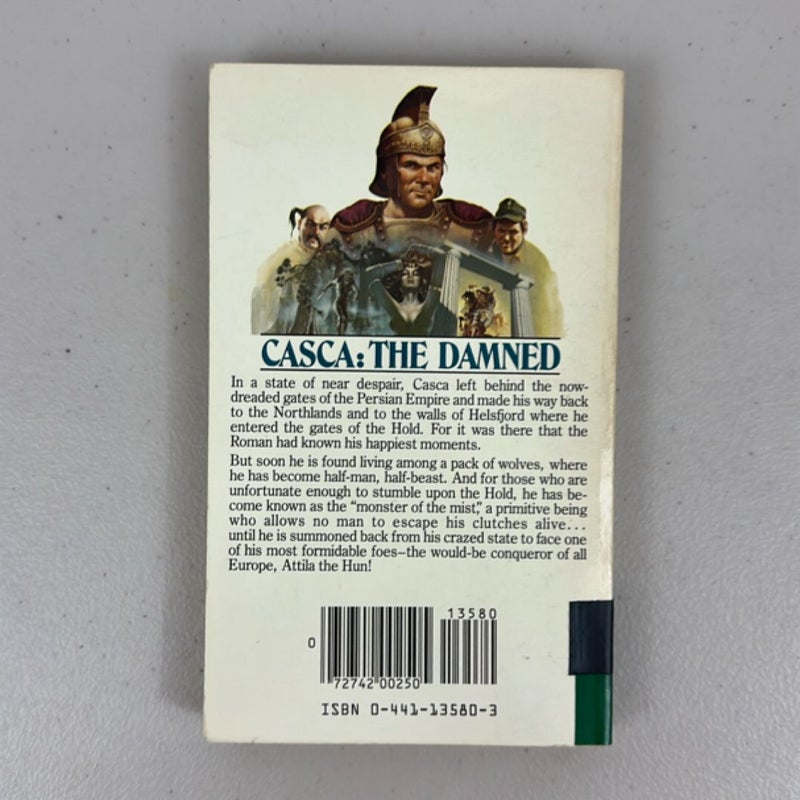 CASCA: THE DAMNED
In a state of near despair, Casca left behind the now-
dreaded gates of the Persian Empire and made his way back
to the Northlands and to the walls of Helsfjord where he
entered the gates of the Hold. For it was there that the
Roman had known his happiest moments.
But soon he is found living among a pack of wolves, where
he has become half-man, half-beast. And for those who are
unfortunate enough to stumble upon the Hold, he has be-
come known as the "monster of the mist," a primitive being
who allows no man to escape his clutches alive...
until he is summoned back from his crazed state to face one
of his most formidable foes–the would-be conqueror of all
Europe, Attila the Hun!
13580
0
72742 00250
ISBN 0-441-13580-3